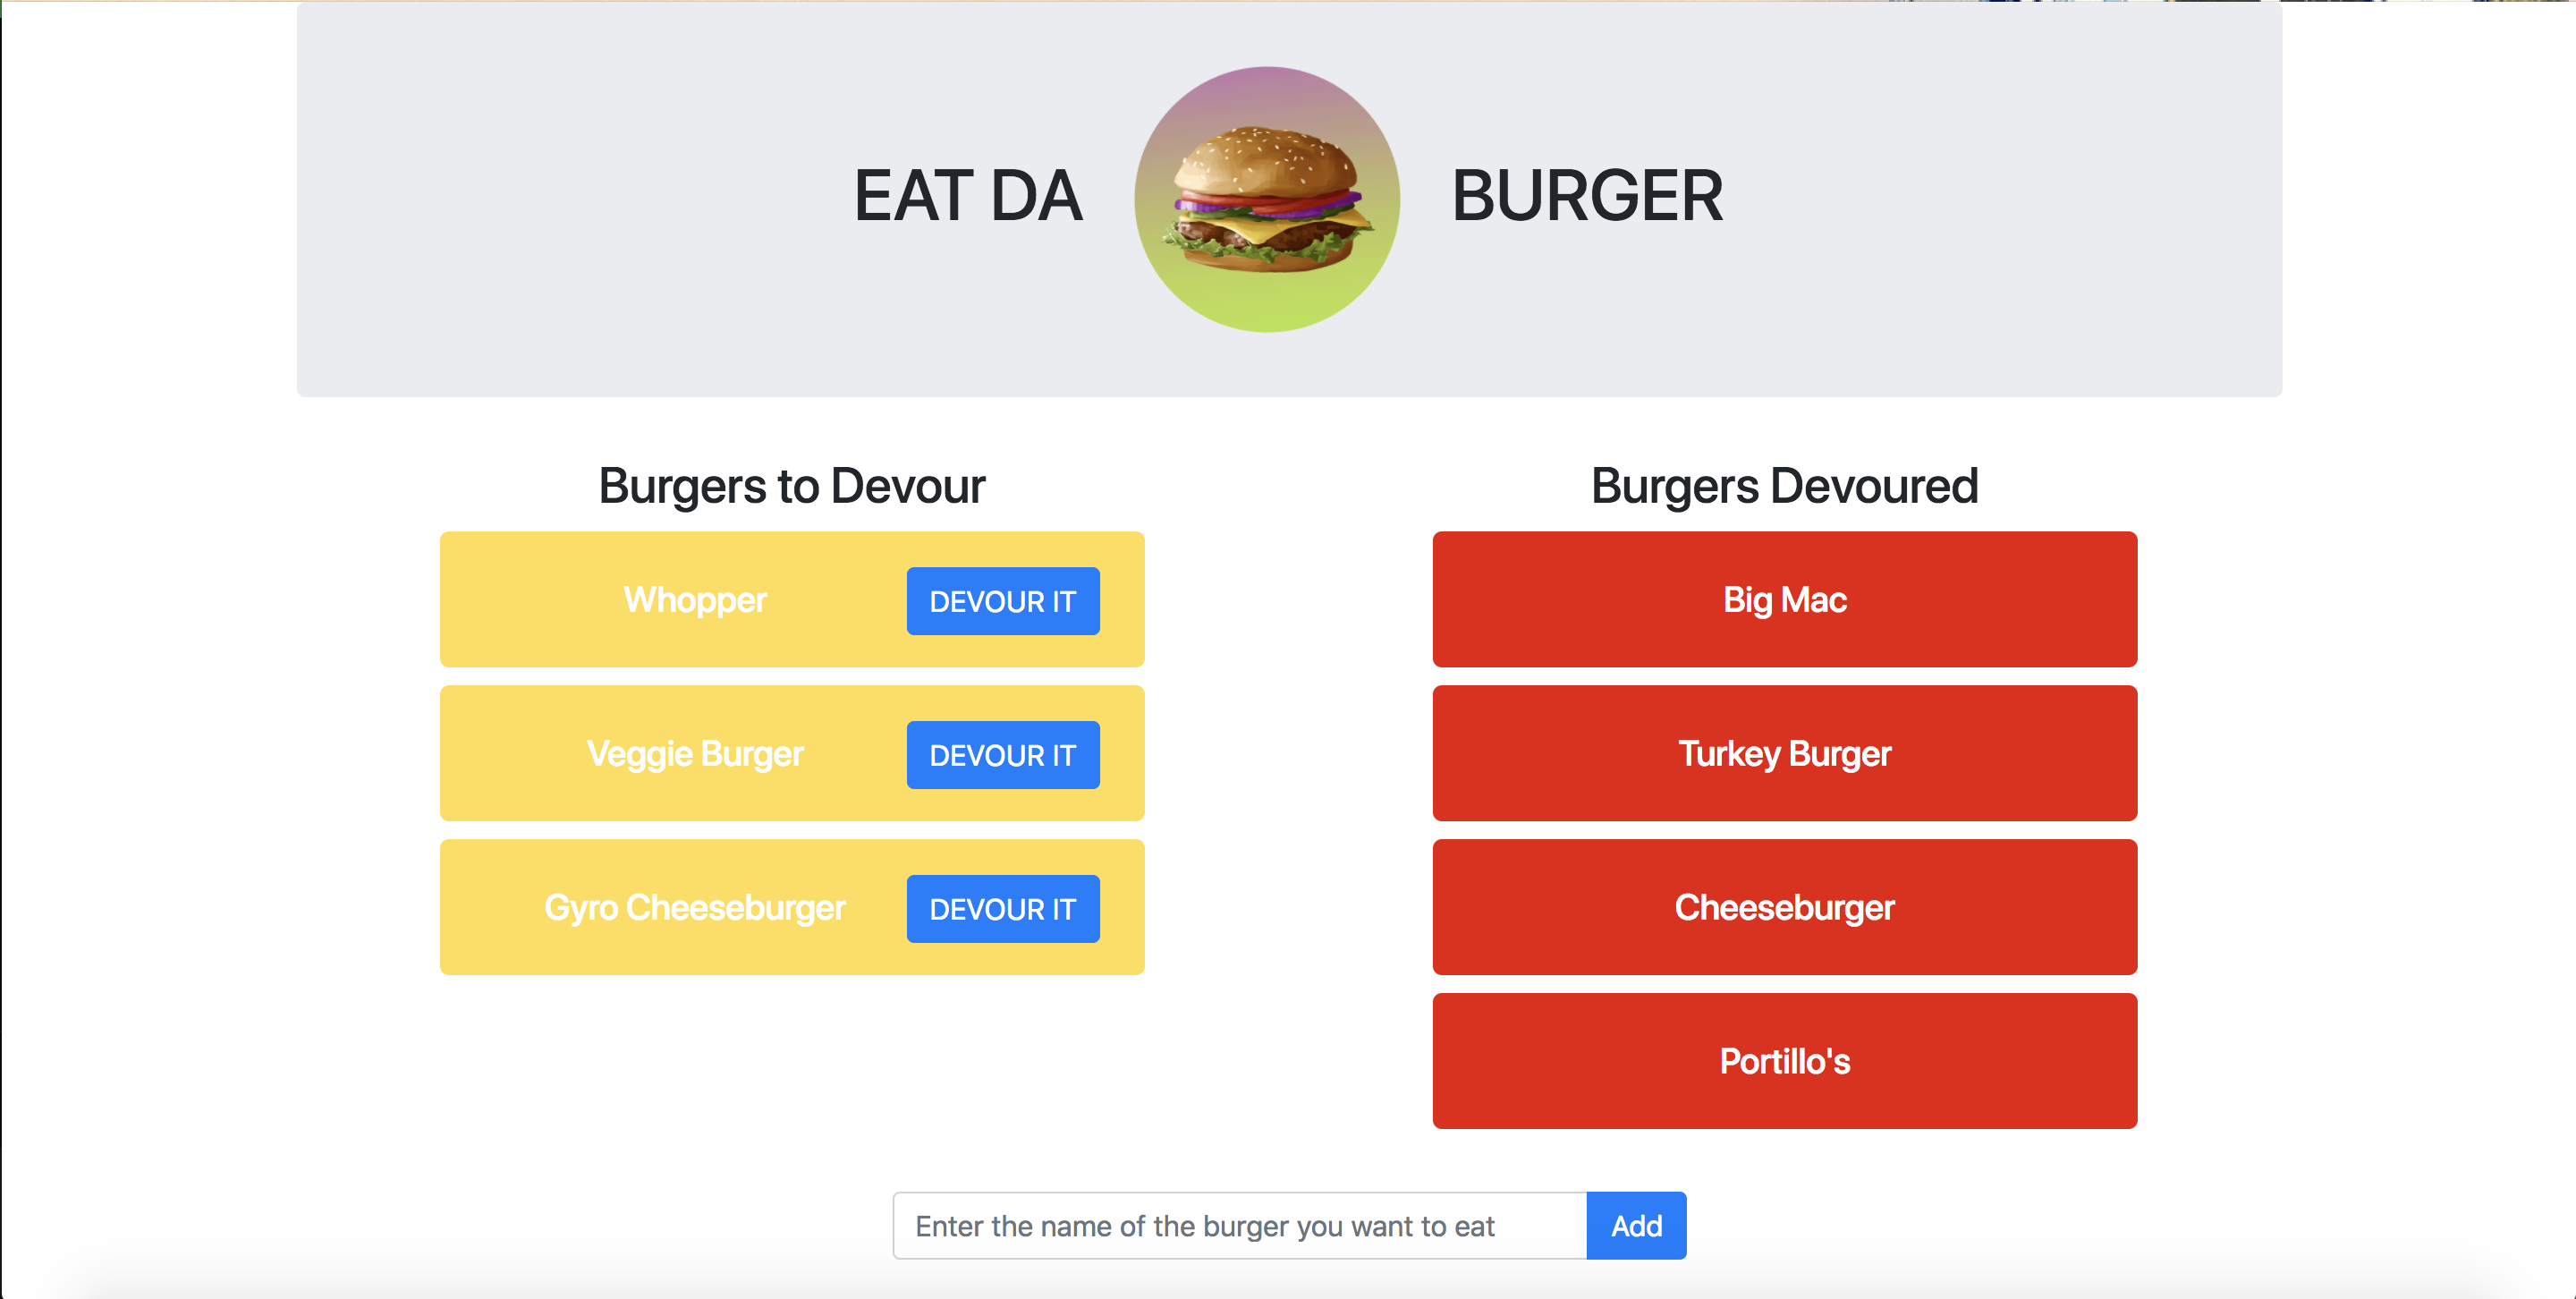 EAT DA BURGER
Burgers to Devour
Whopper DEVOUR IT
Veggie Burger DEVOUR IT
Gyro Cheeseburger DEVOUR IT
Burgers Devoured
Big Mac
Turkey Burger
Cheeseburger
Portillo's
Enter the name of the burger you want to eat Add